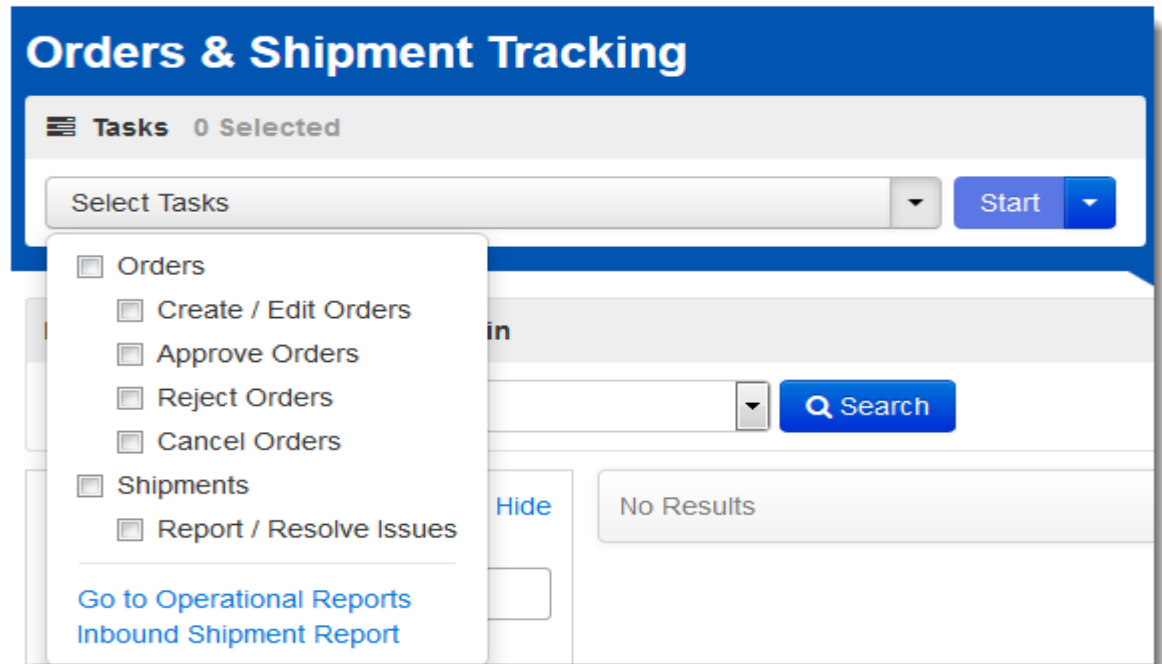 Orders & Shipment Tracking
Tasks 0 Selected
Select Tasks
Start
Orders
Create / Edit Orders
Approve Orders
Reject Orders
Cancel Orders
Shipments
Report / Resolve Issues
Go to Operational Reports
Inbound Shipment Report
in
Search
Hide
No Results